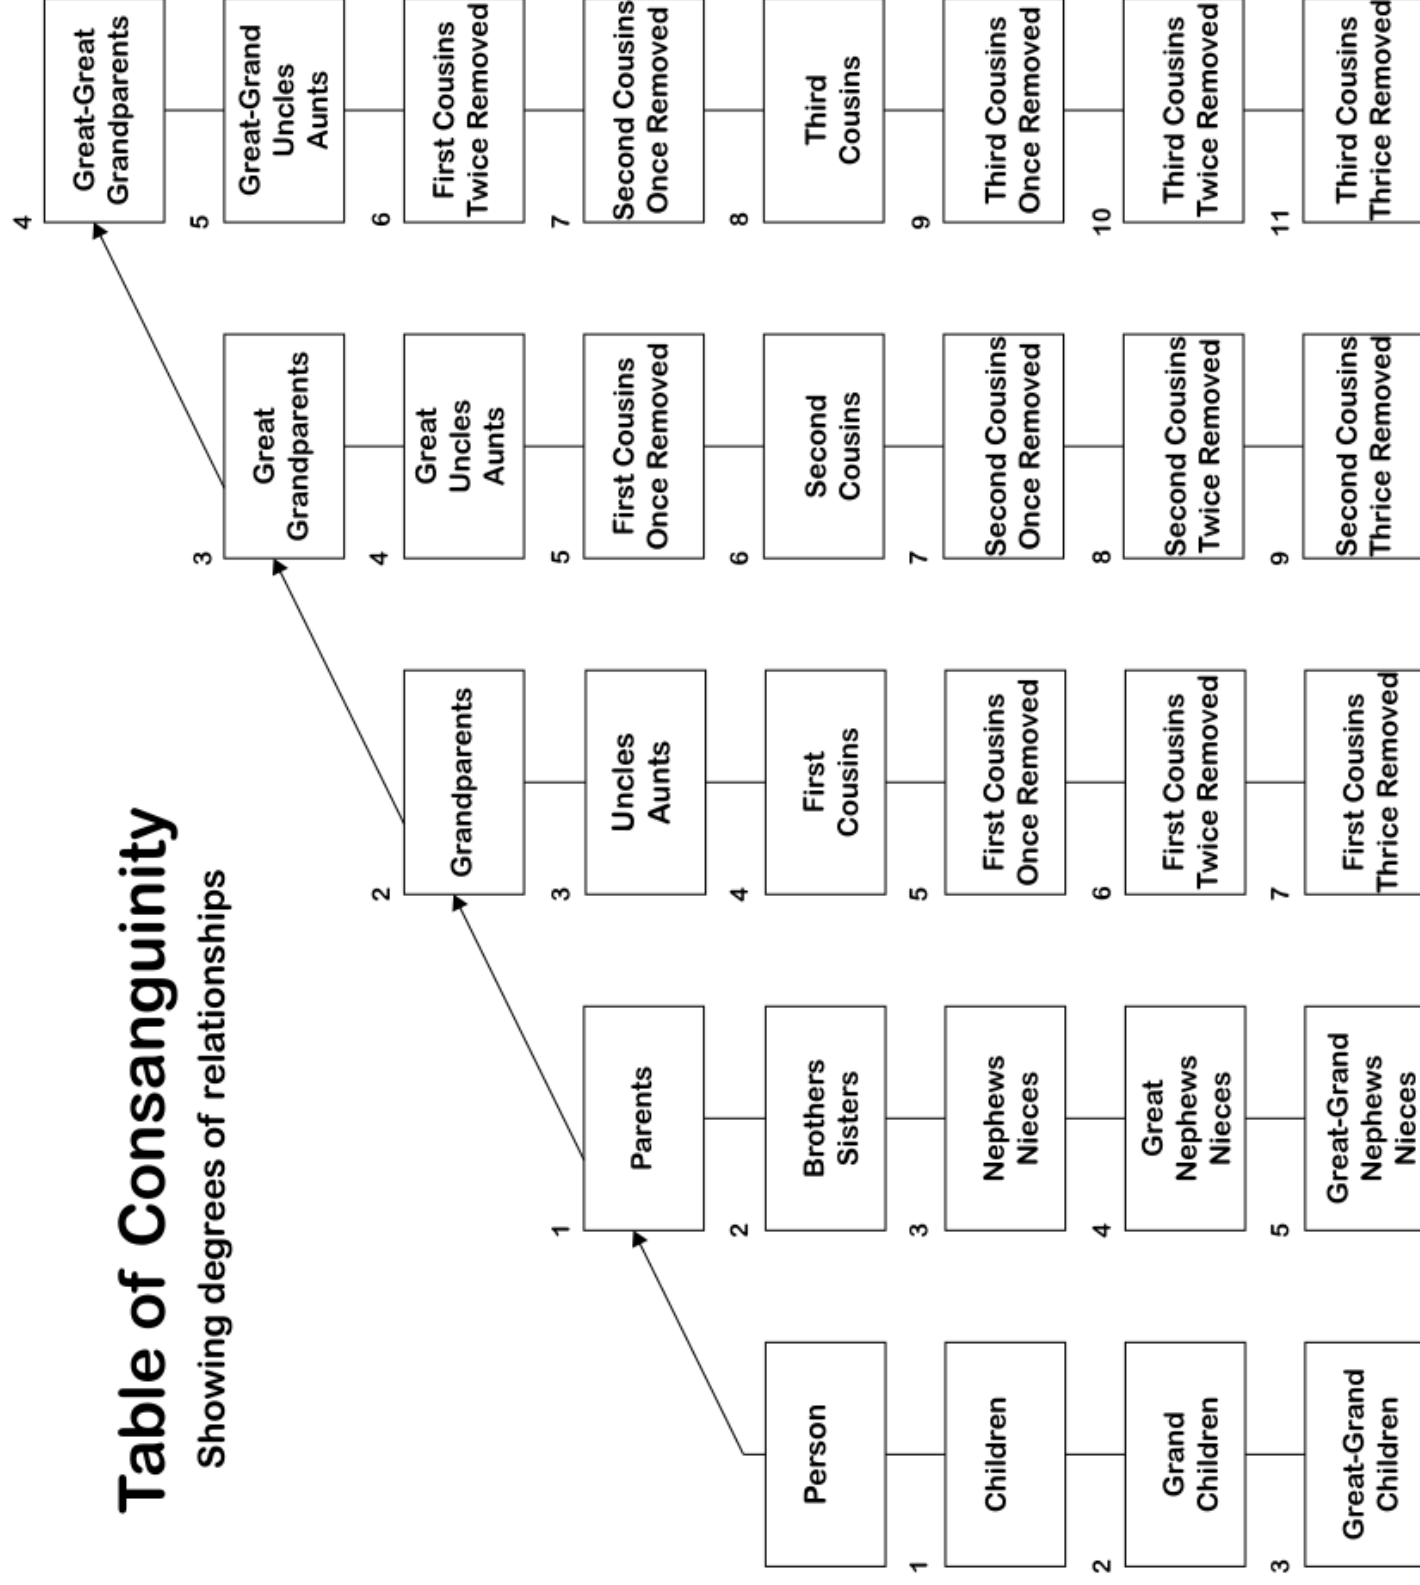 Table of Consanguinity
Showing degrees of relationships
Person
1
Children
2
Grand
Children
3
Great-Grand
Children
1
Parents
2
Brothers
Sisters
3
Nephews
Nieces
4
Great
Nephews
Nieces
5
Great-Grand
Nephews
Nieces
2
Grandparents
3
Uncles
Aunts
4
First
Cousins
5
First Cousins
Once Removed
6
First Cousins
Twice Removed
7
First Cousins
Thrice Removed
3
Great
Grandparents
4
Great
Uncles
Aunts
5
First Cousins
Once Removed
6
Second
Cousins
7
Second Cousins
Once Removed
8
Second Cousins
Twice Removed
9
Second Cousins
Thrice Removed
4
Great-Great
Grandparents
5
Great-Grand
Uncles
Aunts
6
First Cousins
Twice Removed
7
Second Cousins
Once Removed
8
Third
Cousins
9
Third Cousins
Once Removed
10
Third Cousins
Twice Removed
11
Third Cousins
Thrice Removed